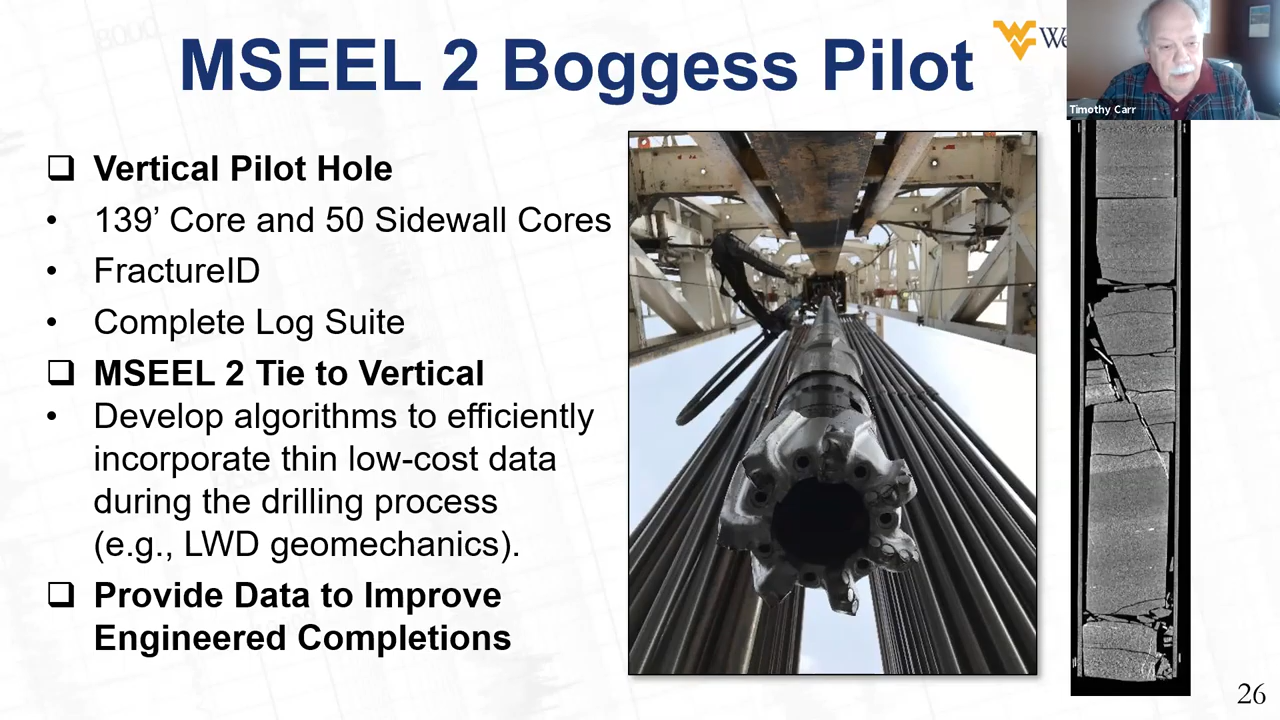 MSEEL 2 Boggess Pilot
We
Timothy Carr
❑ Vertical Pilot Hole
• 139’ Core and 50 Sidewall Cores
• FractureID
• Complete Log Suite
❑ MSEEL 2 Tie to Vertical
• Develop algorithms to efficiently
incorporate thin low-cost data
during the drilling process
(e.g., LWD geomechanics).
❑ Provide Data to Improve
Engineered Completions
26